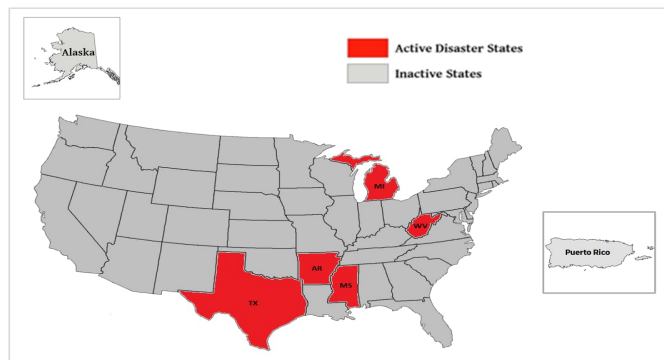 Alaska
Active Disaster States
Inactive States
MI
WV
AR
MS
TX
Puerto Rico